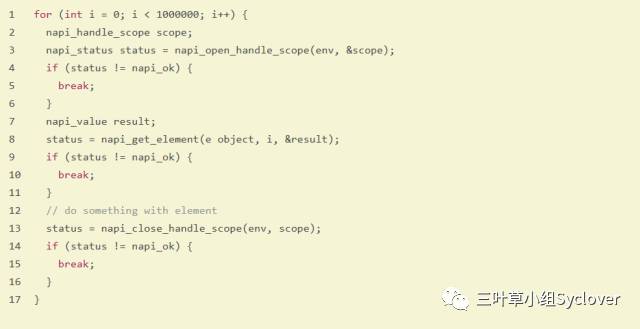 1 for (int i = 0; i < 1000000; i++) {
2 napi_handle_scope scope;
3 napi_status status = napi_open_handle_scope(env, &scope);
4 if (status != napi_ok) {
5 break;
6 }
7 napi_value result;
8 status = napi_get_element(e object, i, &result);
9 if (status != napi_ok) {
10 break;
11 }
12 // do something with element
13 status = napi_close_handle_scope(env, scope);
14 if (status != napi_ok) {
15 break;
16 }
17 }
三叶草小组Syclover